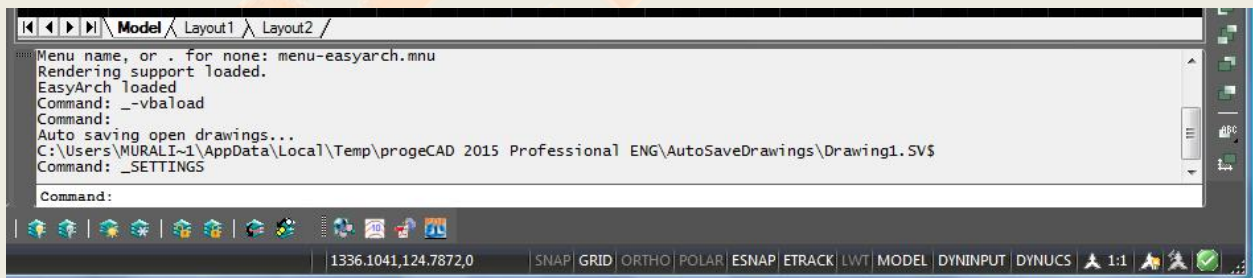 Model Layout1 Layout2
Menu name, or . for none: menu-easyarch.mnu
Rendering support loaded.
EasyArch loaded
Command: _-vbaload
Command:
Auto saving open drawings...
C:\Users\MURALI~1\AppData\Local\Temp\progeCAD 2015 Professional ENG\AutoSaveDrawings\Drawing1.SV$
Command: _SETTINGS
Command:
ABC
10
1336.1041,124.7872,0 SNAP GRID ORTHO POLAR ESNAP ETRACK LWT MODEL DYNINPUT DYNUCS 1:1